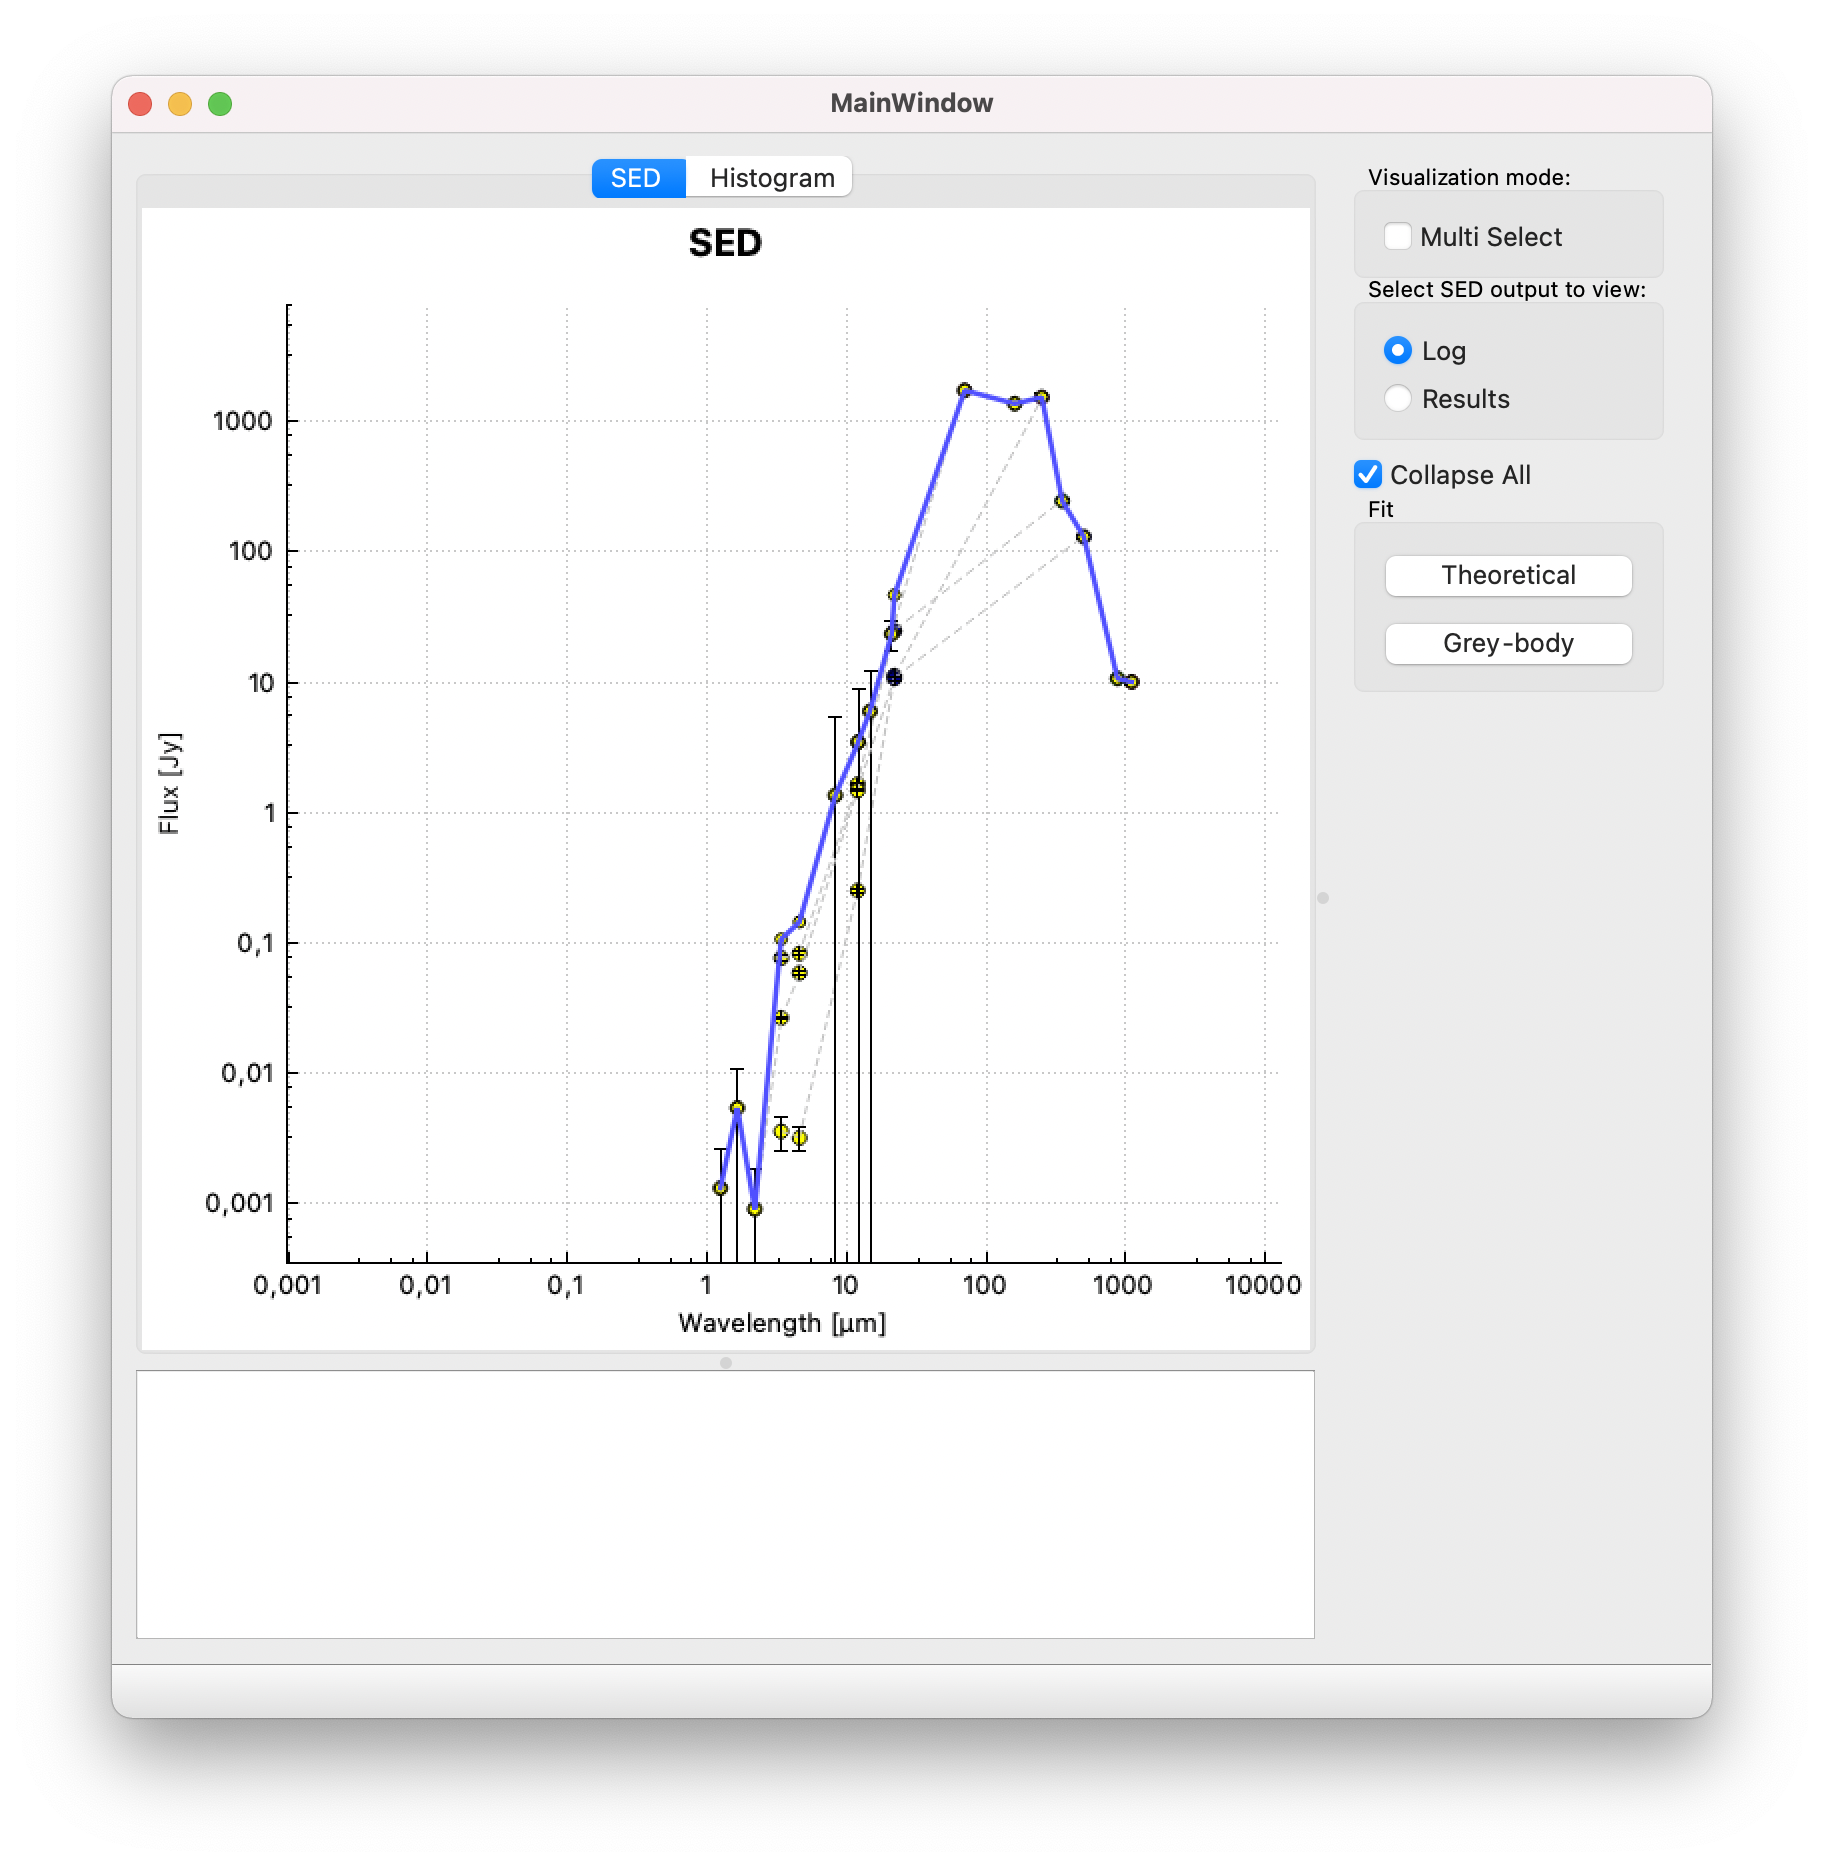 MainWindow
SED
Histogram
SED
1000
100
10
1
0,1
0,01
0,001
Flux [Jy]
0,001
0,01
0,1
1
10
100
1000
10000
Wavelength [µm]
Visualization mode:
Multi Select
Select SED output to view:
Log
Results
Collapse All
Fit
Theoretical
Grey-body